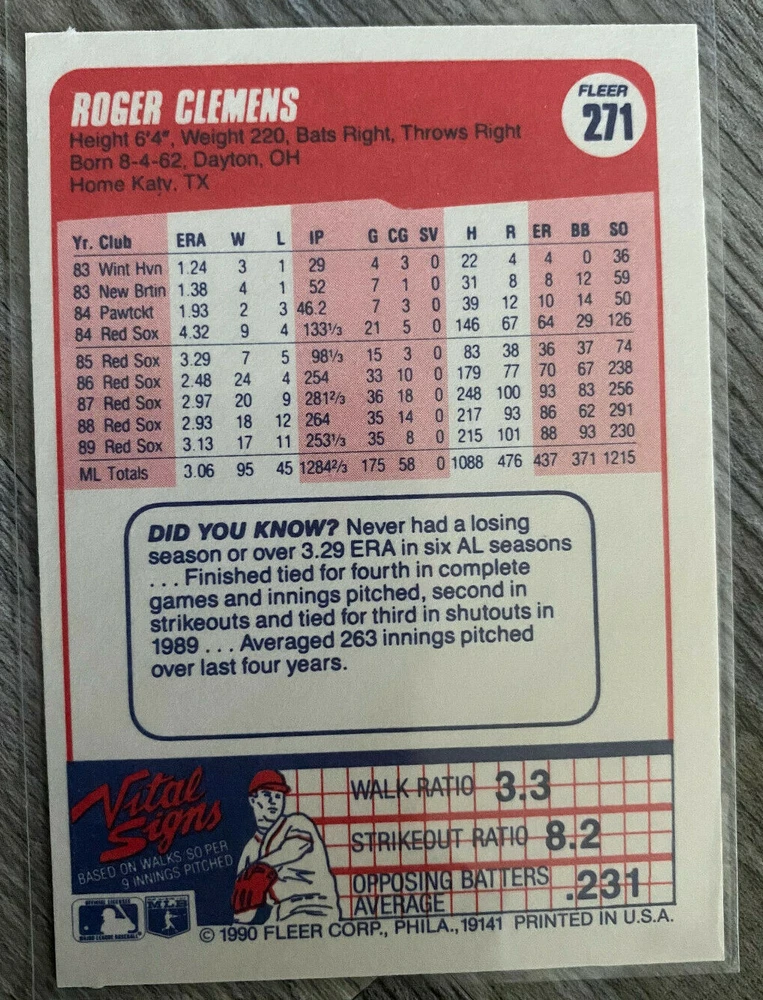 ROGER CLEMENS
FLEER
271
Height 6'4", Weight 220, Bats Right, Throws Right
Born 8-4-62, Dayton, OH
Home Katy, TX
Yr. Club ERA W L IP G CG SV H R ER BB SO
83 Wint Hvn 1.24 3 1 29 4 3 0 22 4 4 0 36
83 New Brtin 1.38 4 1 52 7 1 0 31 8 8 12 59
84 Pawtckt 1.93 2 3 46.2 7 3 0 39 12 10 14 50
84 Red Sox 4.32 9 4 133⅓ 21 5 0 146 67 64 29 126
85 Red Sox 3.29 7 5 98⅓ 15 3 0 83 38 36 37 74
86 Red Sox 2.48 24 4 254 33 10 0 179 77 70 67 238
87 Red Sox 2.97 20 9 281⅔ 36 18 0 248 100 93 83 256
88 Red Sox 2.93 18 12 264 35 14 0 217 93 86 62 291
89 Red Sox 3.13 17 11 253⅓ 35 8 0 215 101 88 93 230
ML Totals 3.06 95 45 1284⅔ 175 58 0 1088 476 437 371 1215
DID YOU KNOW? Never had a losing
season or over 3.29 ERA in six AL seasons
. . . Finished tied for fourth in complete
games and innings pitched, second in
strikeouts and tied for third in shutouts in
1989 . . . Averaged 263 innings pitched
over last four years.
Vital
Signs
BASED ON WALKS, SO PER
9 INNINGS PITCHED
WALK RATIO 3.3
STRIKEOUT RATIO 8.2
OPPOSING BATTERS
AVERAGE .231
OFFICIAL LICENSEE
MAJOR LEAGUE BASEBALL
MLB
© 1990 FLEER CORP., PHILA., 19141 PRINTED IN U.S.A.